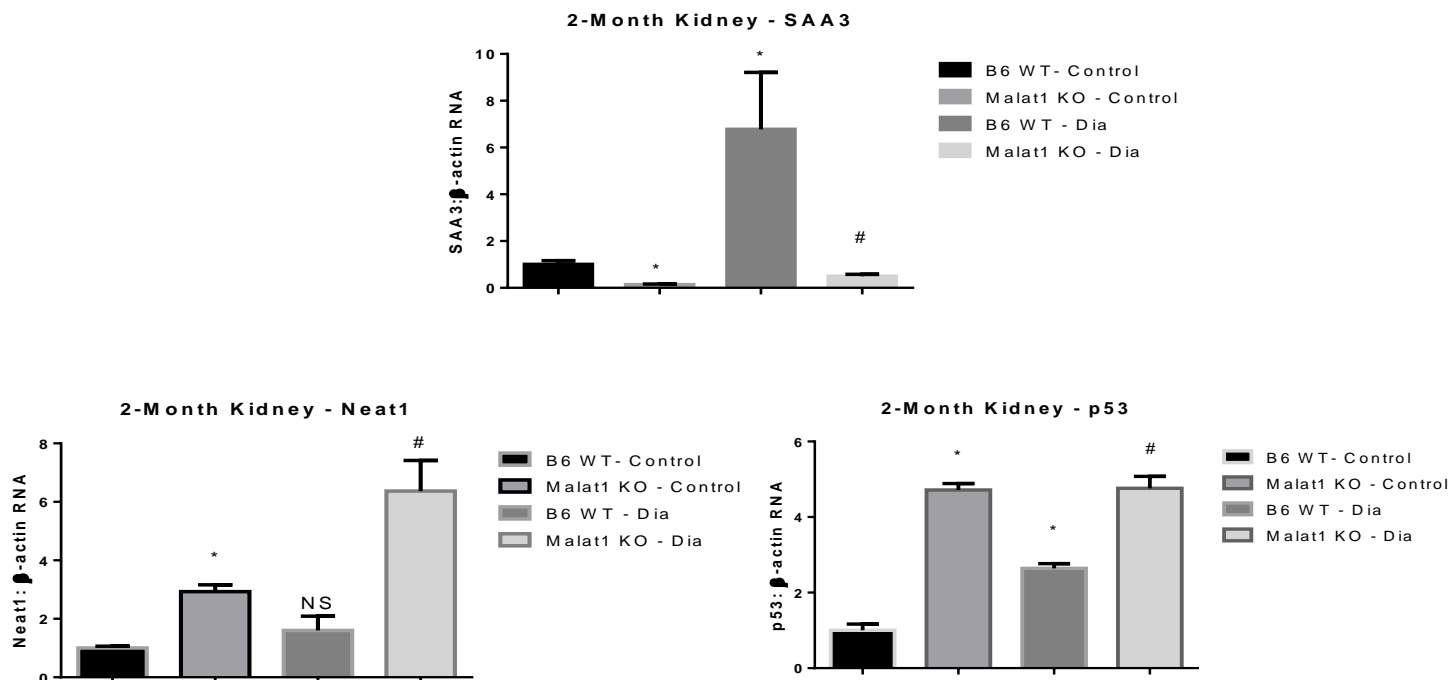 2-Month Kidney - SAA3
SAA3:β-actin RNA
10
8
6
4
2
0
*
*
#
B6 WT- Control
Malat1 KO - Control
B6 WT - Dia
Malat1 KO - Dia
2-Month Kidney - Neat1
Neat1: β-actin RNA
8
6
4
2
0
*
NS
#
B6 WT- Control
Malat1 KO - Control
B6 WT - Dia
Malat1 KO - Dia
2-Month Kidney - p53
p53: β-actin RNA
6
4
2
0
*
*
#
B6 WT- Control
Malat1 KO - Control
B6 WT - Dia
Malat1 KO - Dia